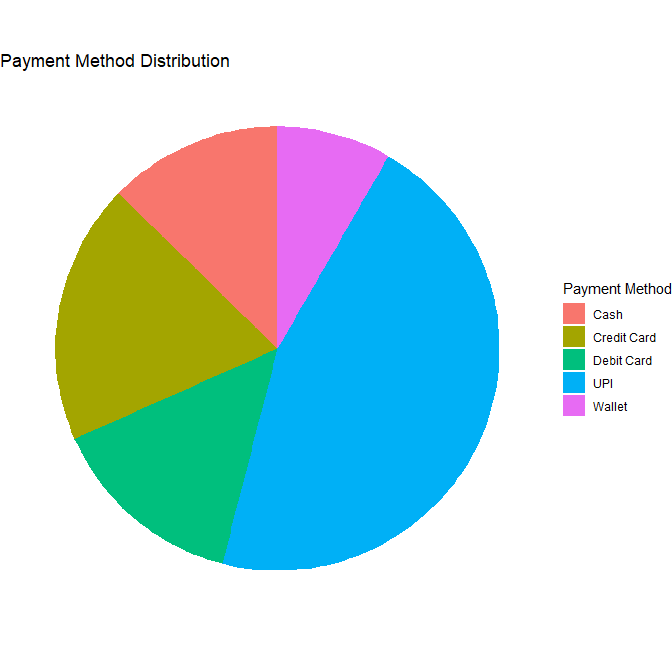 Payment Method Distribution
Payment Method
Cash
Credit Card
Debit Card
UPI
Wallet